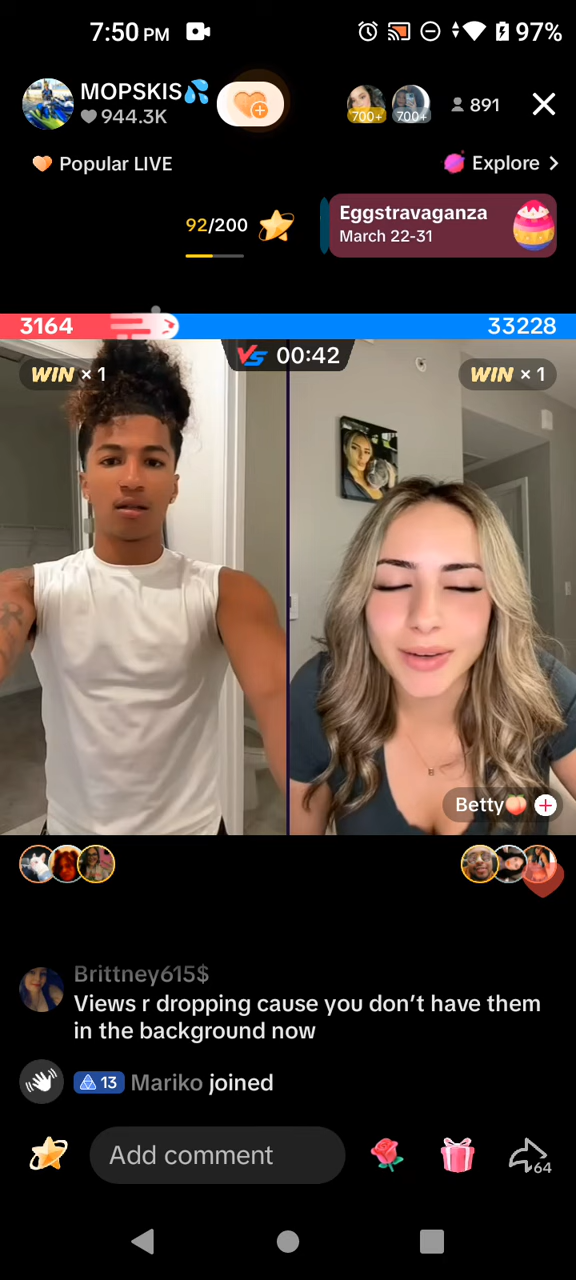 7:50 PM 97%
MOPSKIS💦
944.3K
700+ 700+ 891
Popular LIVE Explore >
92/200
Eggstravaganza
March 22-31
3164 33228
WIN × 1 VS 00:42 WIN × 1
Betty🍑 +
Brittney615$
Views r dropping cause you don't have them
in the background now
13 Mariko joined
Add comment
64